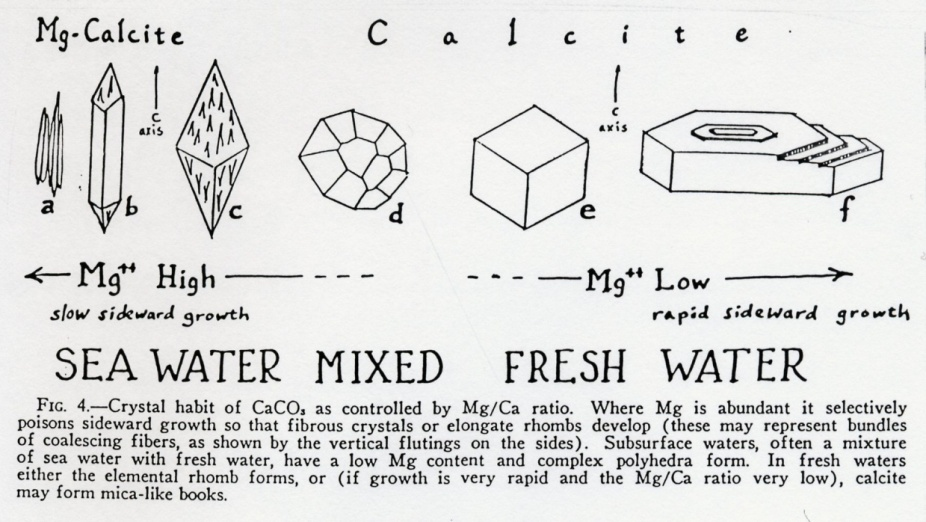 Mg-Calcite
C a l c i t e
c
axis
c
axis
a
b
c
d
e
f
Mg++ High
Mg++ Low
slow sideward growth
rapid sideward growth
SEA WATER MIXED FRESH WATER
FIG. 4.—Crystal habit of CaCO₃ as controlled by Mg/Ca ratio. Where Mg is abundant it selectively
poisons sideward growth so that fibrous crystals or elongate rhombs develop (these may represent bundles
of coalescing fibers, as shown by the vertical flutings on the sides). Subsurface waters, often a mixture
of sea water with fresh water, have a low Mg content and complex polyhedra form. In fresh waters
either the elemental rhomb forms, or (if growth is very rapid and the Mg/Ca ratio very low), calcite
may form mica-like books.